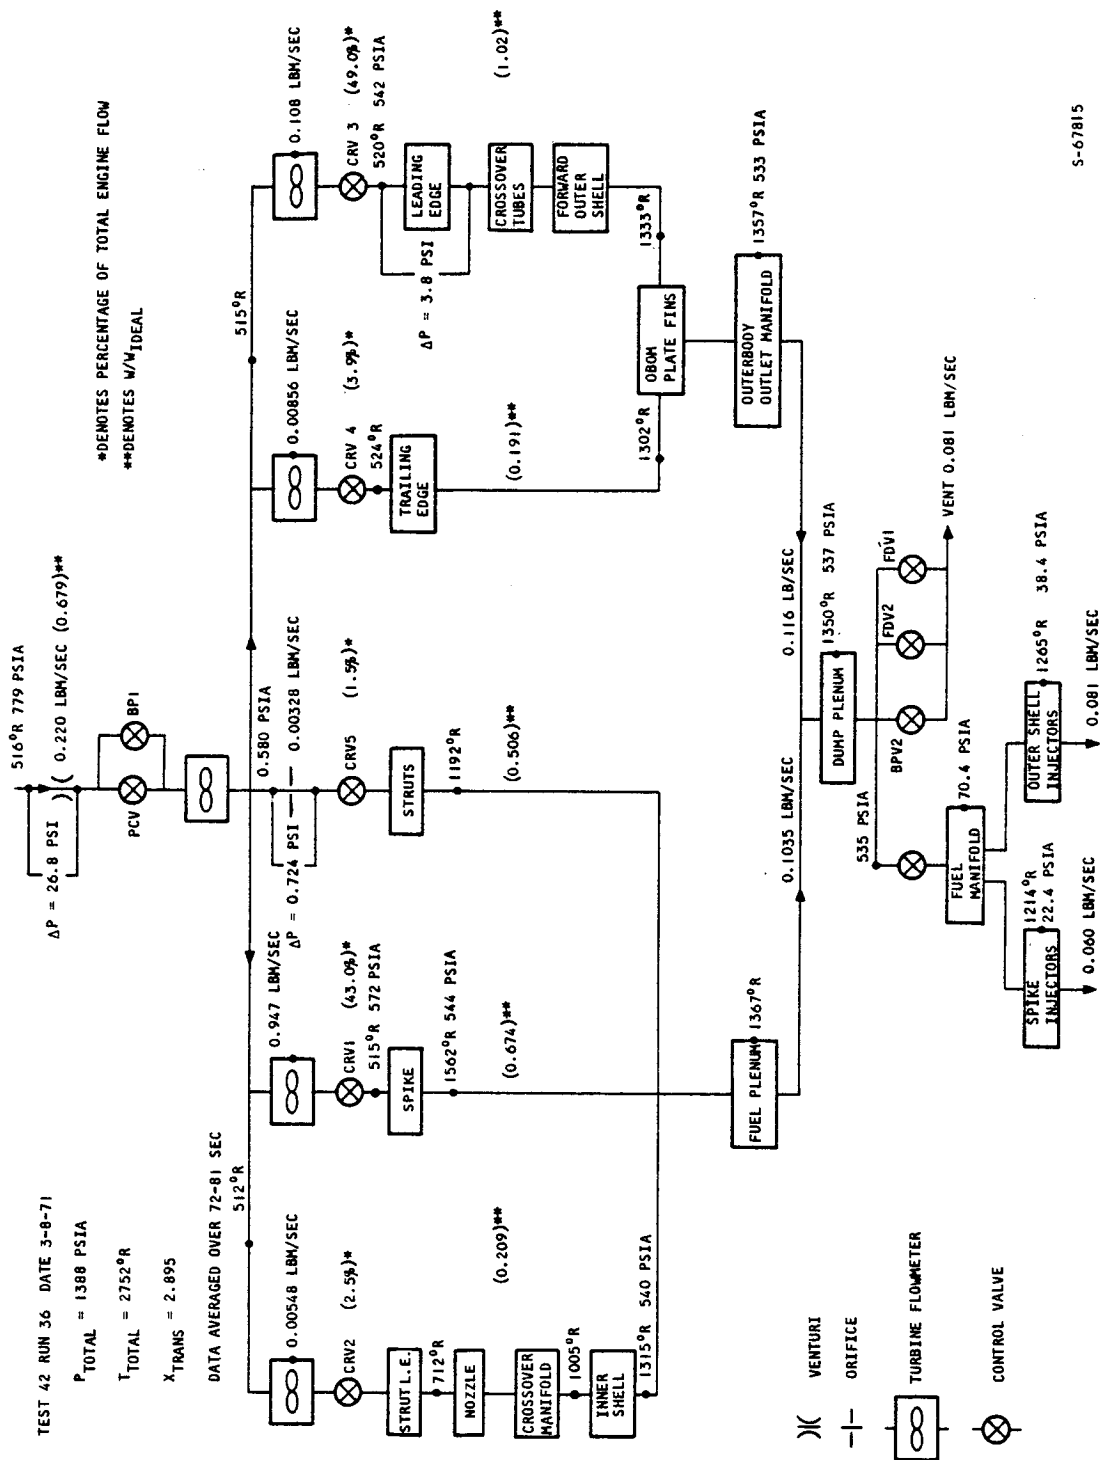 TEST 42 RUN 36 DATE 3-8-71
P TOTAL = 1388 PSIA
T TOTAL = 2752°R
X TRANS = 2.895
DATA AVERAGED OVER 72-81 SEC
516°R 779 PSIA
ΔP = 26.8 PSI
0.220 LBM/SEC (0.679)**
PCV
BP1
*DENOTES PERCENTAGE OF TOTAL ENGINE FLOW
**DENOTES W/W IDEAL
512°R
0.580 PSIA
515°R
0.00548 LBM/SEC
CRV2
(2.5%)*
STRUT L.E.
712°R
NOZZLE
(0.209)**
CROSSOVER
MANIFOLD
1005°R
INNER
SHELL
1315°R 540 PSIA
0.947 LBM/SEC
CRV1
(43.0%)*
515°R 572 PSIA
SPIKE
1562°R 544 PSIA
(0.674)**
ΔP = 0.724 PSI
0.00328 LBM/SEC
CRV5
(1.5%)*
STRUTS
1192°R
(0.506)**
0.00856 LBM/SEC
CRV 4
(3.9%)*
524°R
TRAILING
EDGE
(0.191)**
1302°R
0.108 LBM/SEC
CRV 3
(49.0%)*
520°R 542 PSIA
LEADING
EDGE
ΔP = 3.8 PSI
CROSSOVER
TUBES
(1.02)**
FORWARD
OUTER
SHELL
1333°R
OBOM
PLATE FINS
FUEL PLENUM
1367°R
OUTERBODY
OUTLET MANIFOLD
1357°R 533 PSIA
0.1035 LBM/SEC
0.116 LB/SEC
DUMP PLENUM
1350°R 537 PSIA
535 PSIA
BPV2
FDV2
FDV1
VENT 0.081 LBM/SEC
FUEL
MANIFOLD
70.4 PSIA
SPIKE
INJECTORS
1214°R
22.4 PSIA
0.060 LBM/SEC
OUTER SHELL
INJECTORS
1265°R 38.4 PSIA
0.081 LBM/SEC
VENTURI
ORIFICE
TURBINE FLOWMETER
CONTROL VALVE
S-67815